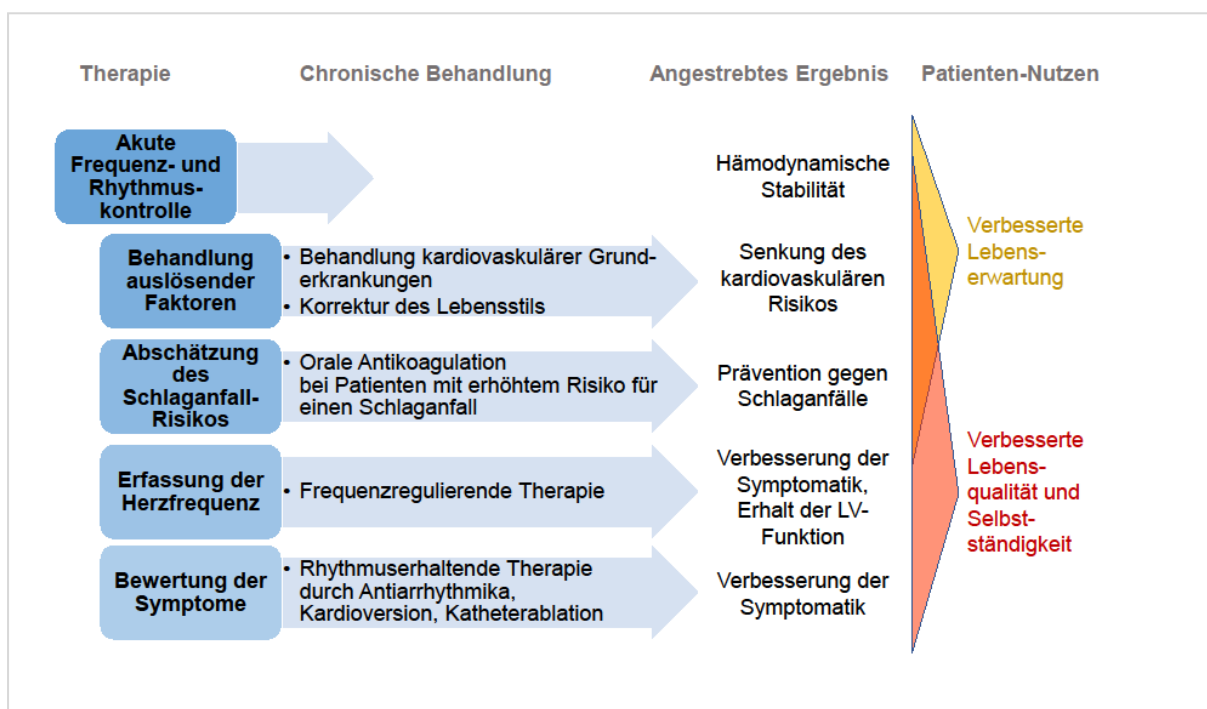 Therapie
Chronische Behandlung
Angestrebtes Ergebnis
Patienten-Nutzen
Akute
Frequenz- und
Rhythmus-
kontrolle
Hämodynamische
Stabilität
Behandlung
auslösender
Faktoren
• Behandlung kardiovaskulärer Grund-
erkrankungen
• Korrektur des Lebensstils
Senkung des
kardiovaskulären
Risikos
Verbesserte
Lebens-
erwartung
Abschätzung
des
Schlaganfall-
Risikos
• Orale Antikoagulation
bei Patienten mit erhöhtem Risiko für
einen Schlaganfall
Prävention gegen
Schlaganfälle
Erfassung der
Herzfrequenz
• Frequenzregulierende Therapie
Verbesserung der
Symptomatik,
Erhalt der LV-
Funktion
Verbesserte
Lebens-
qualität und
Selbst-
ständigkeit
Bewertung der
Symptome
• Rhythmuserhaltende Therapie
durch Antiarrhythmika,
Kardioversion, Katheterablation
Verbesserung der
Symptomatik